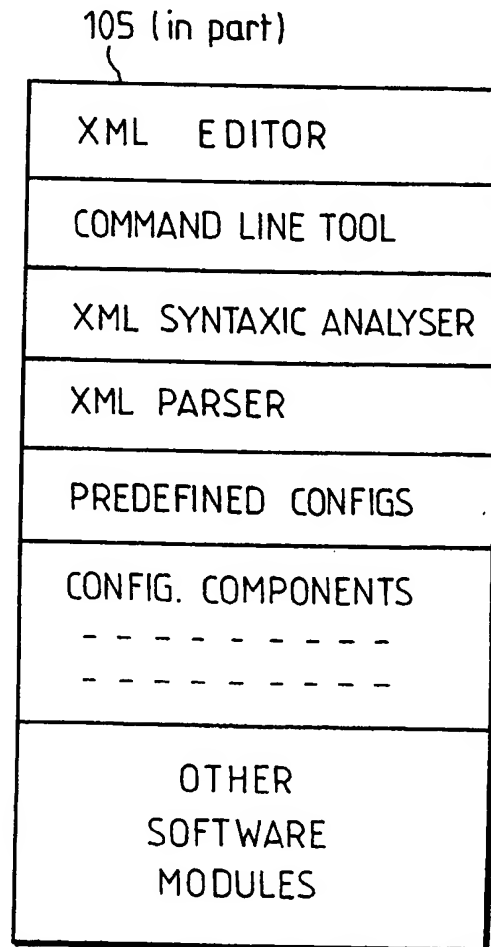 105 (in part)
XML EDITOR
COMMAND LINE TOOL
XML SYNTAXIC ANALYSER
XML PARSER
PREDEFINED CONFIGS
CONFIG. COMPONENTS
- - - - - - - - -
- - - - - - - - -
OTHER
SOFTWARE
MODULES